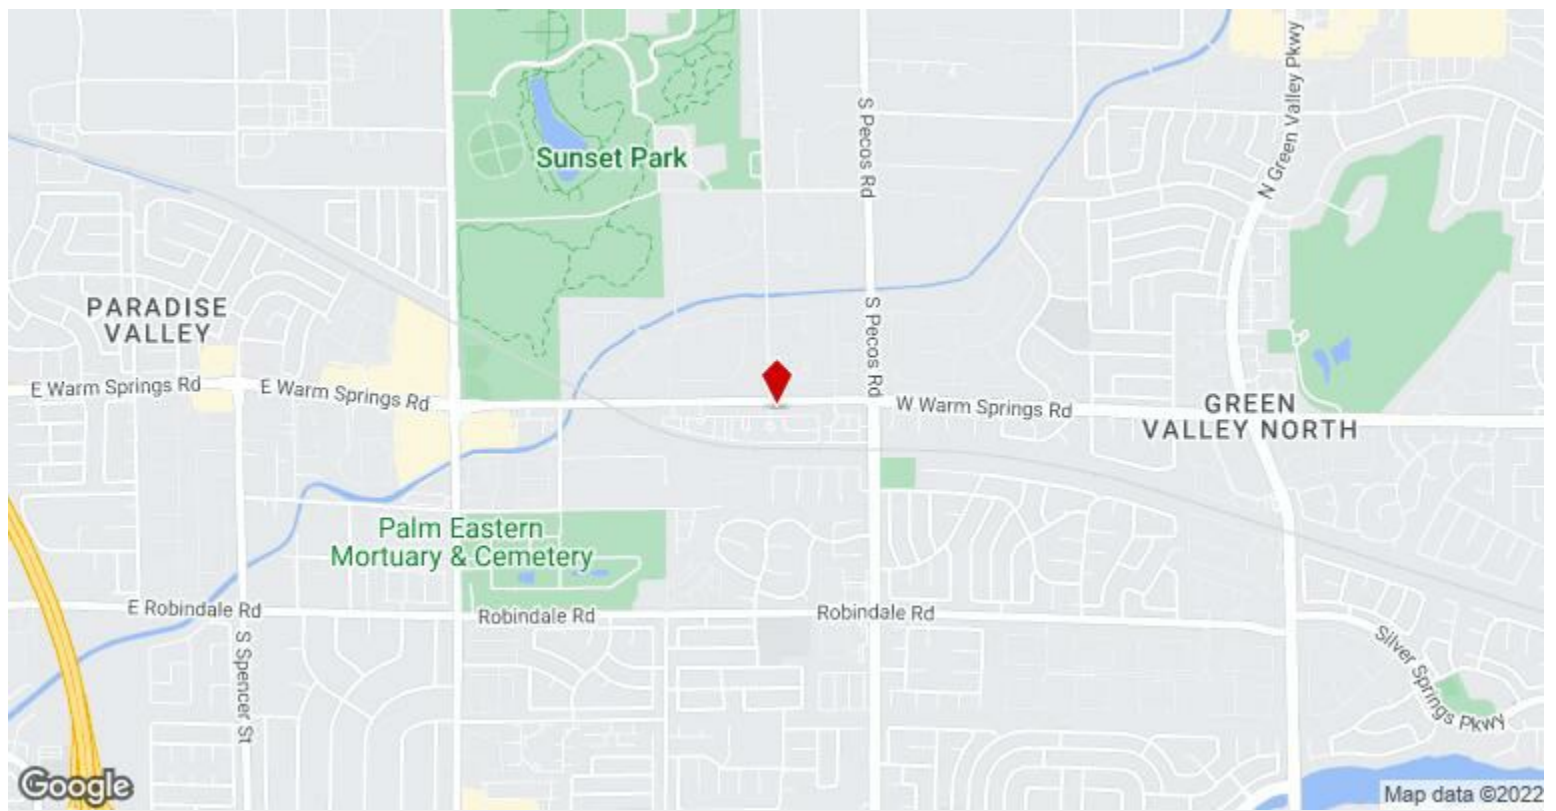 N Green Valley Pkwy
S Pecos Rd
Sunset Park
PARADISE
VALLEY
S Pecos Rd
E Warm Springs Rd
E Warm Springs Rd
W Warm Springs Rd
GREEN
VALLEY NORTH
Palm Eastern
Mortuary & Cemetery
E Robindale Rd
Robindale Rd
Robindale Rd
S Spencer St
Silver Springs Pkwy
Google
Map data ©2022